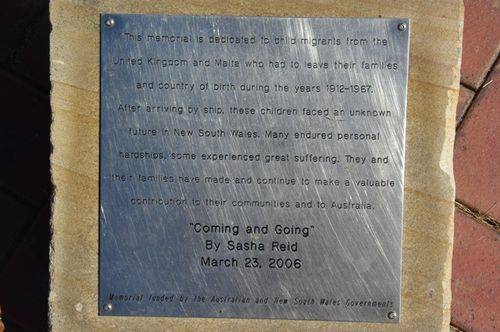 This memorial is dedicated to child migrants from the
United Kingdom and Malta who had to leave their families
and country of birth during the years 1912-1967.
After arriving by ship, these children faced an unknown
future in New South Wales. Many endured personal
hardships, some experienced great suffering. They and
their families have made and continue to make a valuable
contribution to their communities and to Australia.
"Coming and Going"
By Sasha Reid
March 23, 2006
Memorial funded by the Australian and New South Wales Governments